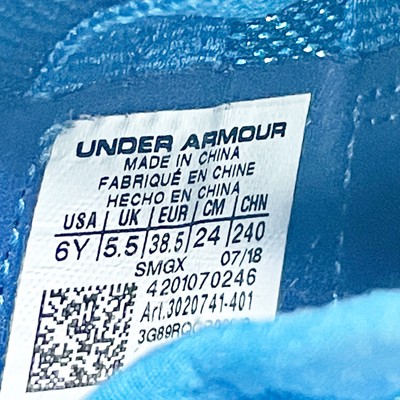 UNDER ARMOUR
MADE IN CHINA
FABRIQUÉ EN CHINE
HECHO EN CHINA
USA | UK | EUR | CM | CHN
6Y | 5.5 | 38.5 | 24 | 240
SMGX 07/18
4201070246
Art.3020741-401